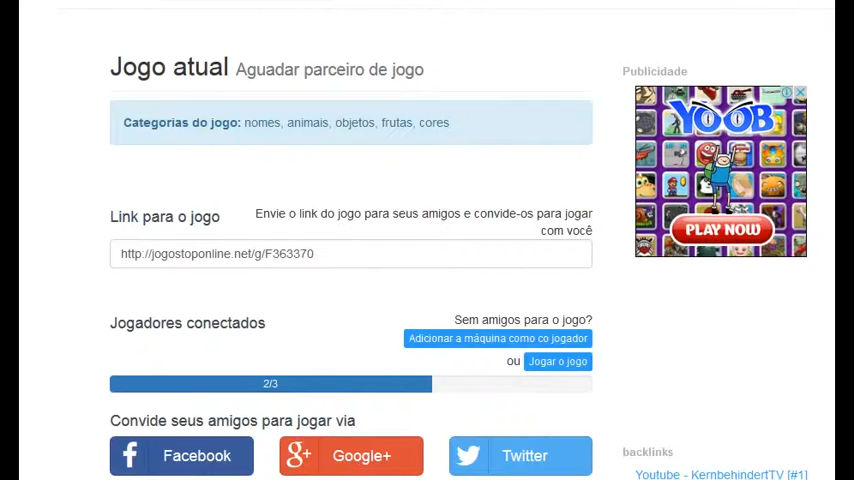 Jogo atual Aguadar parceiro de jogo
Publicidade
Categorias do jogo: nomes, animais, objetos, frutas, cores
YOOB
PLAY NOW
Link para o jogo
Envie o link do jogo para seus amigos e convide-os para jogar
com você
http://jogostoponline.net/g/F363370
Jogadores conectados
Sem amigos para o jogo?
Adicionar a máquina como co jogador
ou Jogar o jogo
2/3
Convide seus amigos para jogar via
f Facebook
g+ Google+
Twitter
backlinks
Youtube - KernbehindertTV [#1]